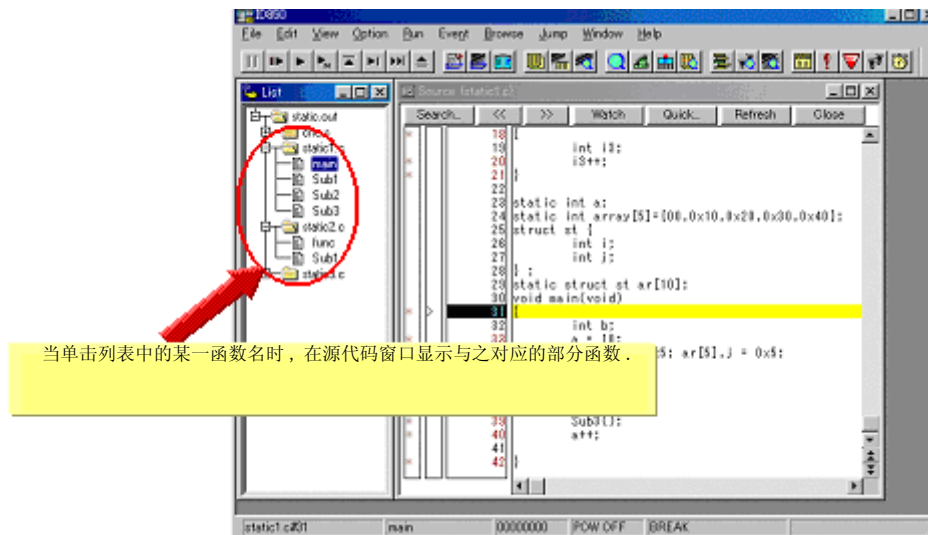 ID850
File Edit View Option Run Event Browse Jump Window Help
List
static.out
static1.c
main
Sub1
Sub2
Sub3
static2.c
func
Sub1
static3.c
Source (static1.c)
Search... << >> Watch Quick... Refresh Close
18 {
19 int i3;
20 i3++;
21 }
22
23 static int a;
24 static int array[5]={00,0x10,0x20,0x30,0x40};
25 struct st {
26 int i;
27 int j;
28 } ;
29 static struct st ar[10];
30 void main(void)
31 {
32 int b;
33 a = 10;
5; ar[5].j = 0x5;
39 Sub3();
40 a++;
41
42 }
当单击列表中的某一函数名时 , 在源代码窗口显示与之对应的部分函数 .
static1.c#31 main 00000000 POW OFF BREAK